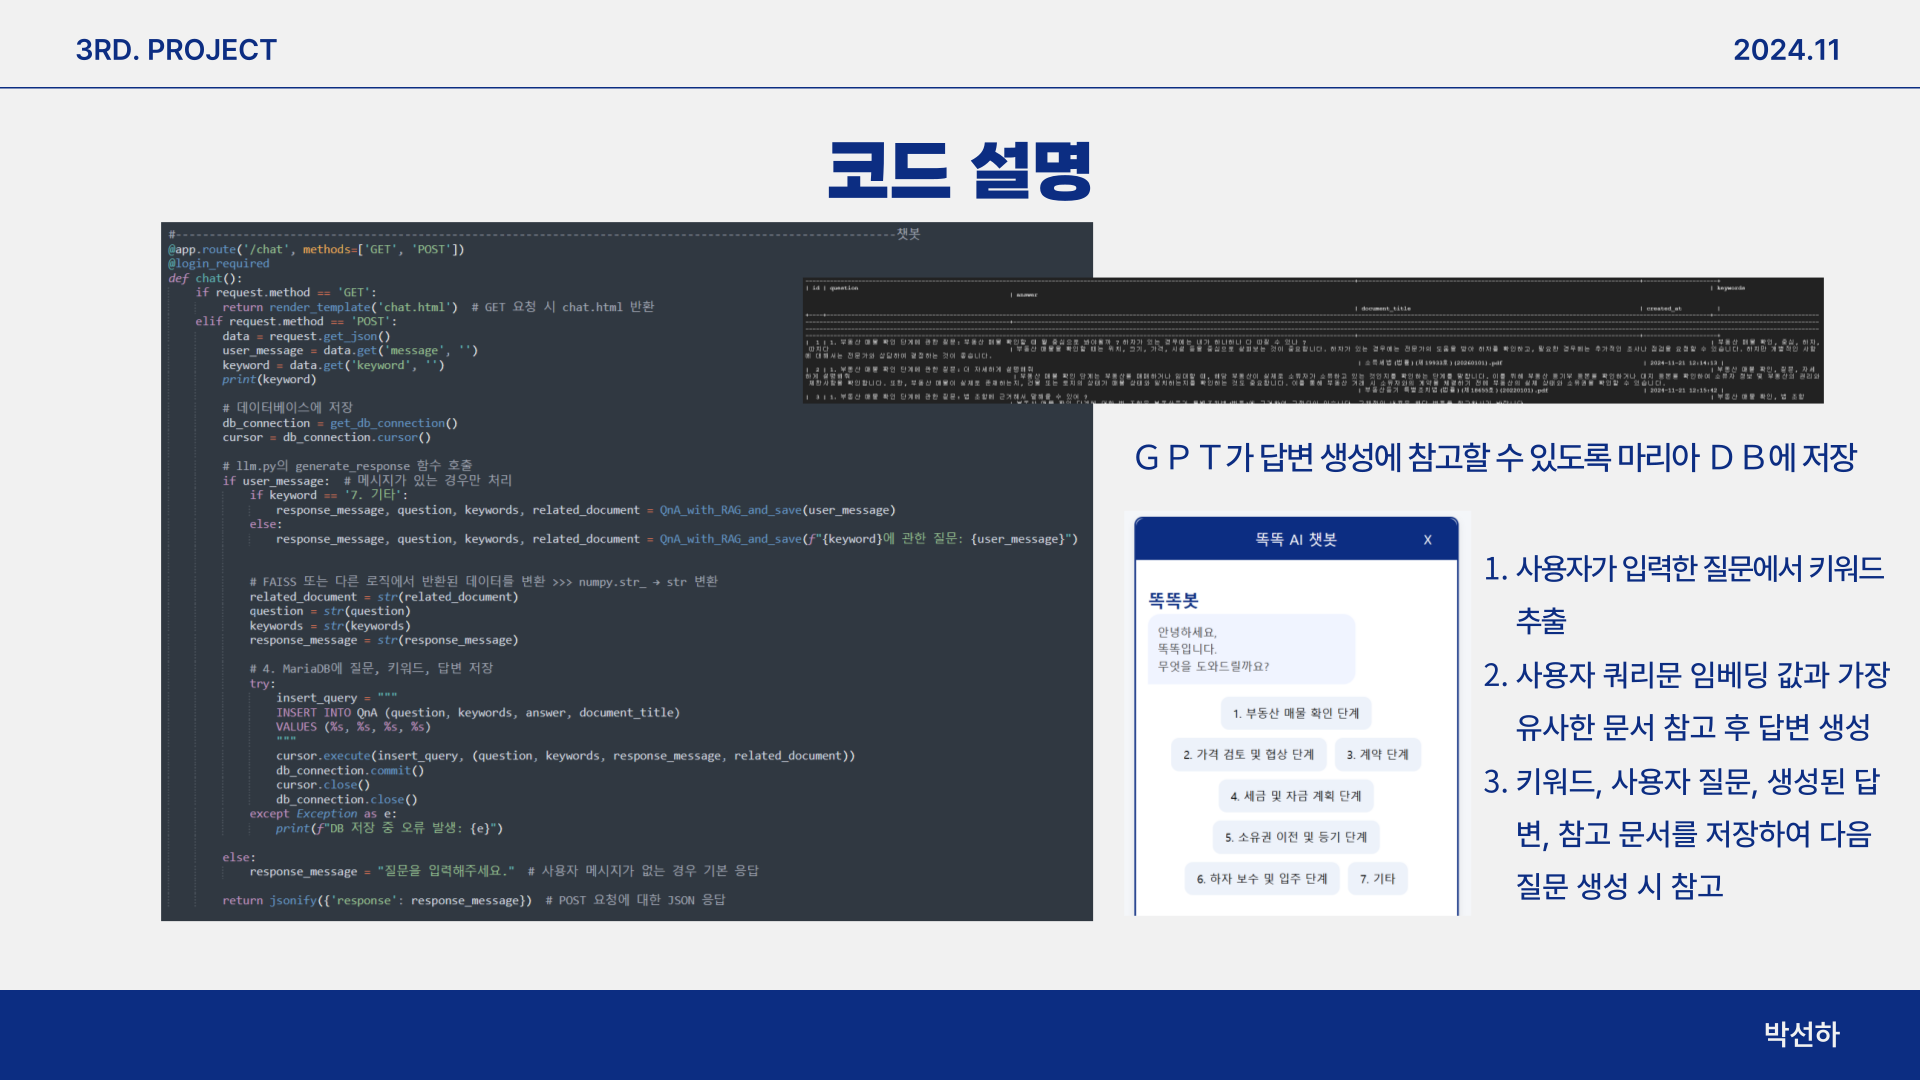 3RD. PROJECT
2024.11
코드 설명
#----------------------------------------------------------------------------------------------------------챗봇
@app.route('/chat', methods=['GET', 'POST'])
@login_required
def chat():
if request.method == 'GET':
return render_template('chat.html')  # GET 요청 시 chat.html 반환
elif request.method == 'POST':
data = request.get_json()
user_message = data.get('message', '')
keyword = data.get('keyword', '')
print(keyword)
# 데이터베이스에 저장
db_connection = get_db_connection()
cursor = db_connection.cursor()
# llm.py의 generate_response 함수 호출
if user_message:  # 메시지가 있는 경우만 처리
if keyword == '7. 기타':
response_message, question, keywords, related_document = QnA_with_RAG_and_save(user_message)
else:
response_message, question, keywords, related_document = QnA_with_RAG_and_save(f"{keyword}에 관한 질문: {user_message}")
# FAISS 또는 다른 로직에서 반환된 데이터를 변환 >>> numpy.str_ → str 변환
related_document = str(related_document)
question = str(question)
keywords = str(keywords)
response_message = str(response_message)
# 4. MariaDB에 질문, 키워드, 답변 저장
try:
insert_query = """
INSERT INTO QnA (question, keywords, answer, document_title)
VALUES (%s, %s, %s, %s)
"""
cursor.execute(insert_query, (question, keywords, response_message, related_document))
db_connection.commit()
cursor.close()
db_connection.close()
except Exception as e:
print(f"DB 저장 중 오류 발생: {e}")
else:
response_message = "질문을 입력해주세요."  # 사용자 메시지가 없는 경우 기본 응답
return jsonify({'response': response_message})  # POST 요청에 대한 JSON 응답
| id | question
| keywords
| answer
| document_title
| created_at |
ＧＰＴ가 답변 생성에 참고할 수 있도록 마리아 ＤＢ에 저장
똑똑 AI 챗봇 X
똑똑봇
안녕하세요,
똑똑입니다.
무엇을 도와드릴까요?
1. 부동산 매물 확인 단계
2. 가격 검토 및 협상 단계
3. 계약 단계
4. 세금 및 자금 계획 단계
5. 소유권 이전 및 등기 단계
6. 하자 보수 및 입주 단계
7. 기타
1. 사용자가 입력한 질문에서 키워드
추출
2. 사용자 쿼리문 임베딩 값과 가장
유사한 문서 참고 후 답변 생성
3. 키워드, 사용자 질문, 생성된 답
변, 참고 문서를 저장하여 다음
질문 생성 시 참고
박선하